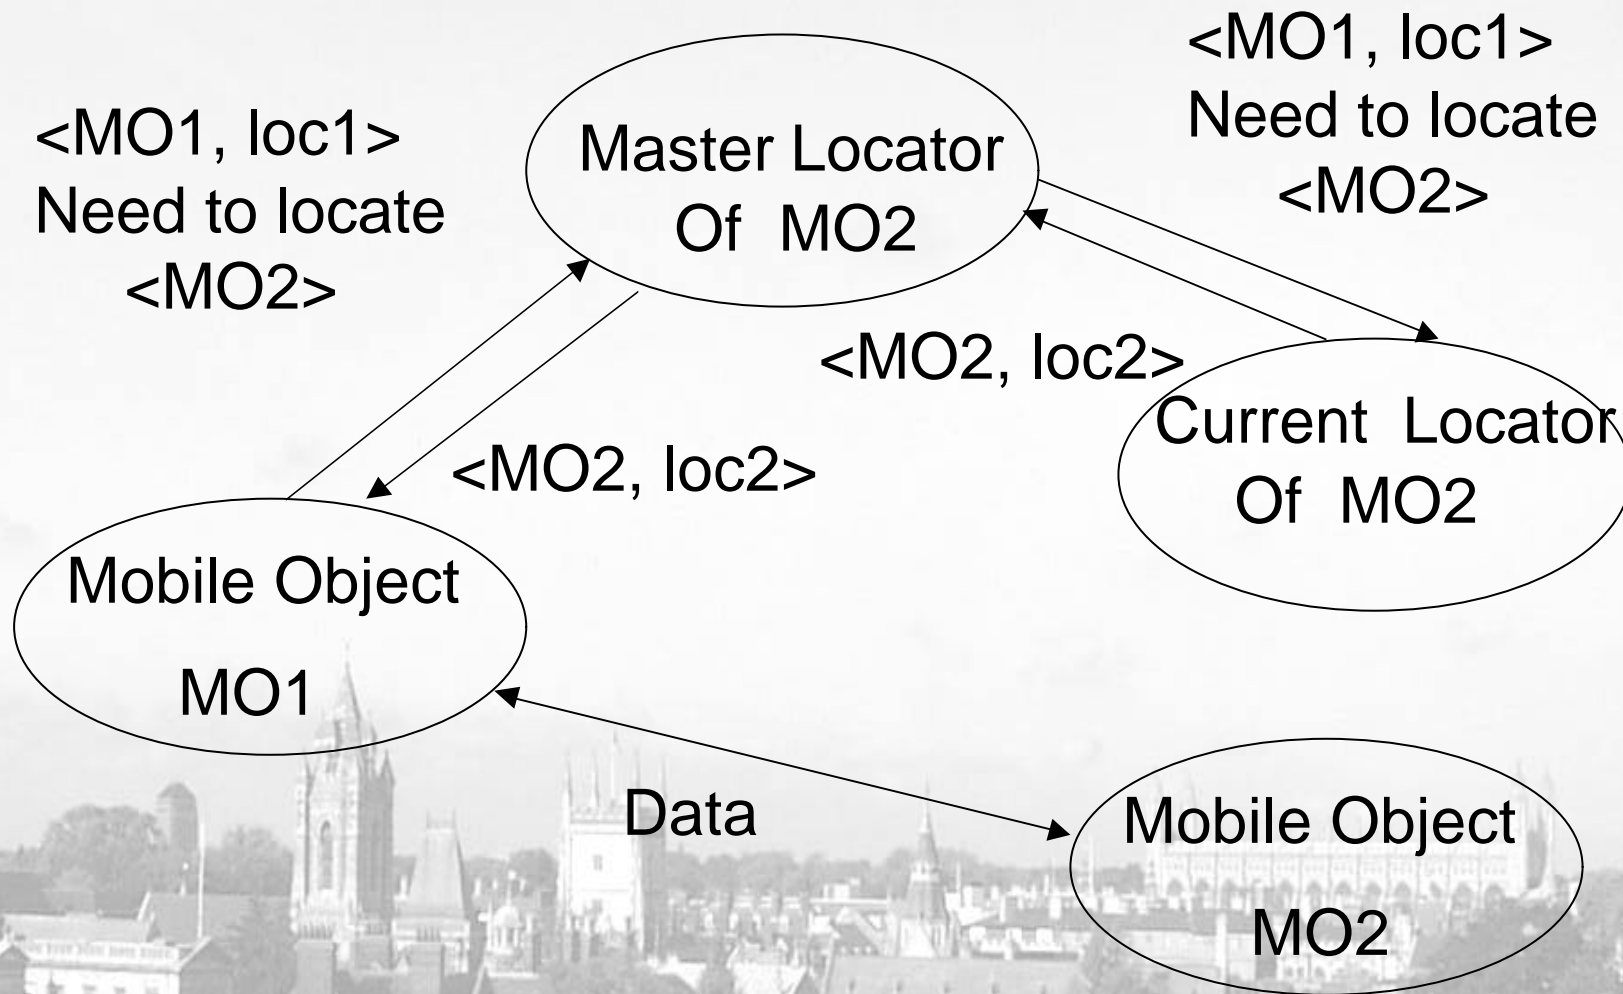 <MO1, loc1>
Need to locate
<MO2>
Master Locator
Of MO2
<MO1, loc1>
Need to locate
<MO2>
<MO2, loc2>
Current Locator
Of MO2
<MO2, loc2>
Mobile Object
MO1
Data
Mobile Object
MO2